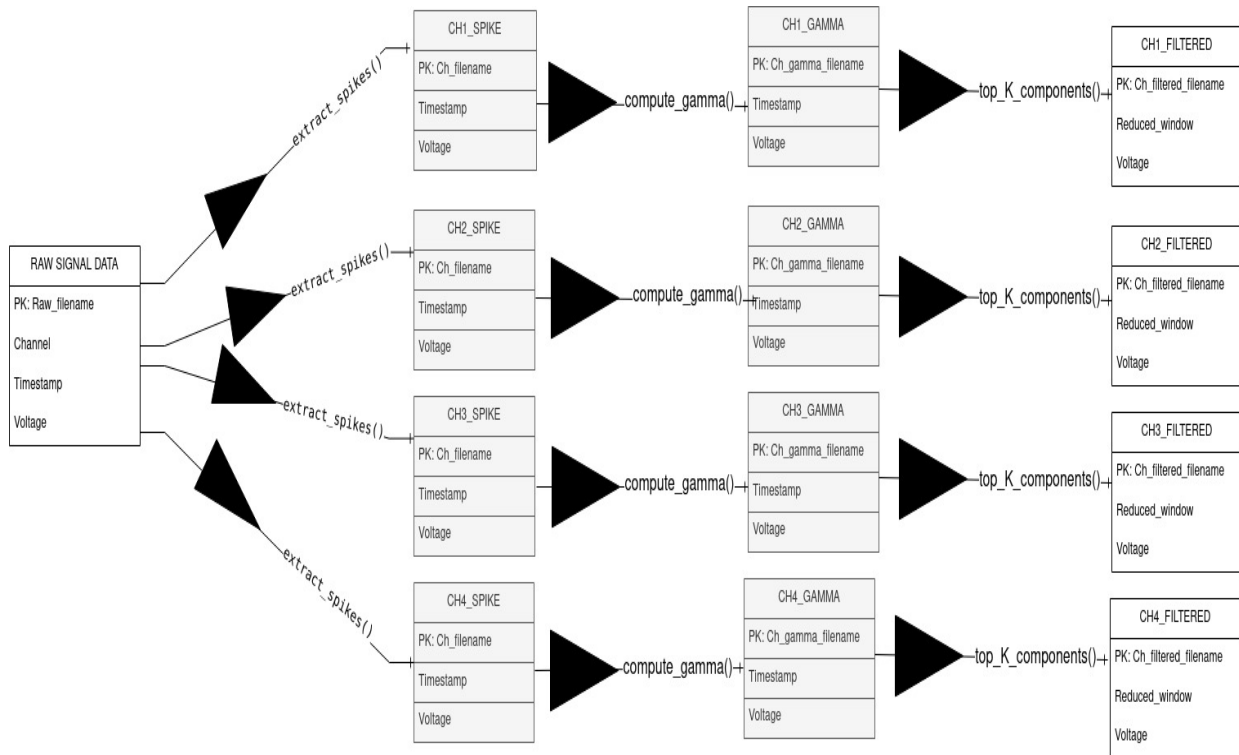 RAW SIGNAL DATA
PK: Raw_filename
Channel
Timestamp
Voltage
extract_spikes()
CH1_SPIKE
PK: Ch_filename
Timestamp
Voltage
compute_gamma()
CH1_GAMMA
PK: Ch_gamma_filename
Timestamp
Voltage
top_K_components()
CH1_FILTERED
PK: Ch_filtered_filename
Reduced_window
Voltage
extract_spikes()
CH2_SPIKE
PK: Ch_filename
Timestamp
Voltage
compute_gamma()
CH2_GAMMA
PK: Ch_gamma_filename
Timestamp
Voltage
top_K_components()
CH2_FILTERED
PK: Ch_filtered_filename
Reduced_window
Voltage
extract_spikes()
CH3_SPIKE
PK: Ch_filename
Timestamp
Voltage
compute_gamma()
CH3_GAMMA
PK: Ch_gamma_filename
Timestamp
Voltage
top_K_components()
CH3_FILTERED
PK: Ch_filtered_filename
Reduced_window
Voltage
extract_spikes()
CH4_SPIKE
PK: Ch_filename
Timestamp
Voltage
compute_gamma()
CH4_GAMMA
PK: Ch_gamma_filename
Timestamp
Voltage
top_K_components()
CH4_FILTERED
PK: Ch_filtered_filename
Reduced_window
Voltage